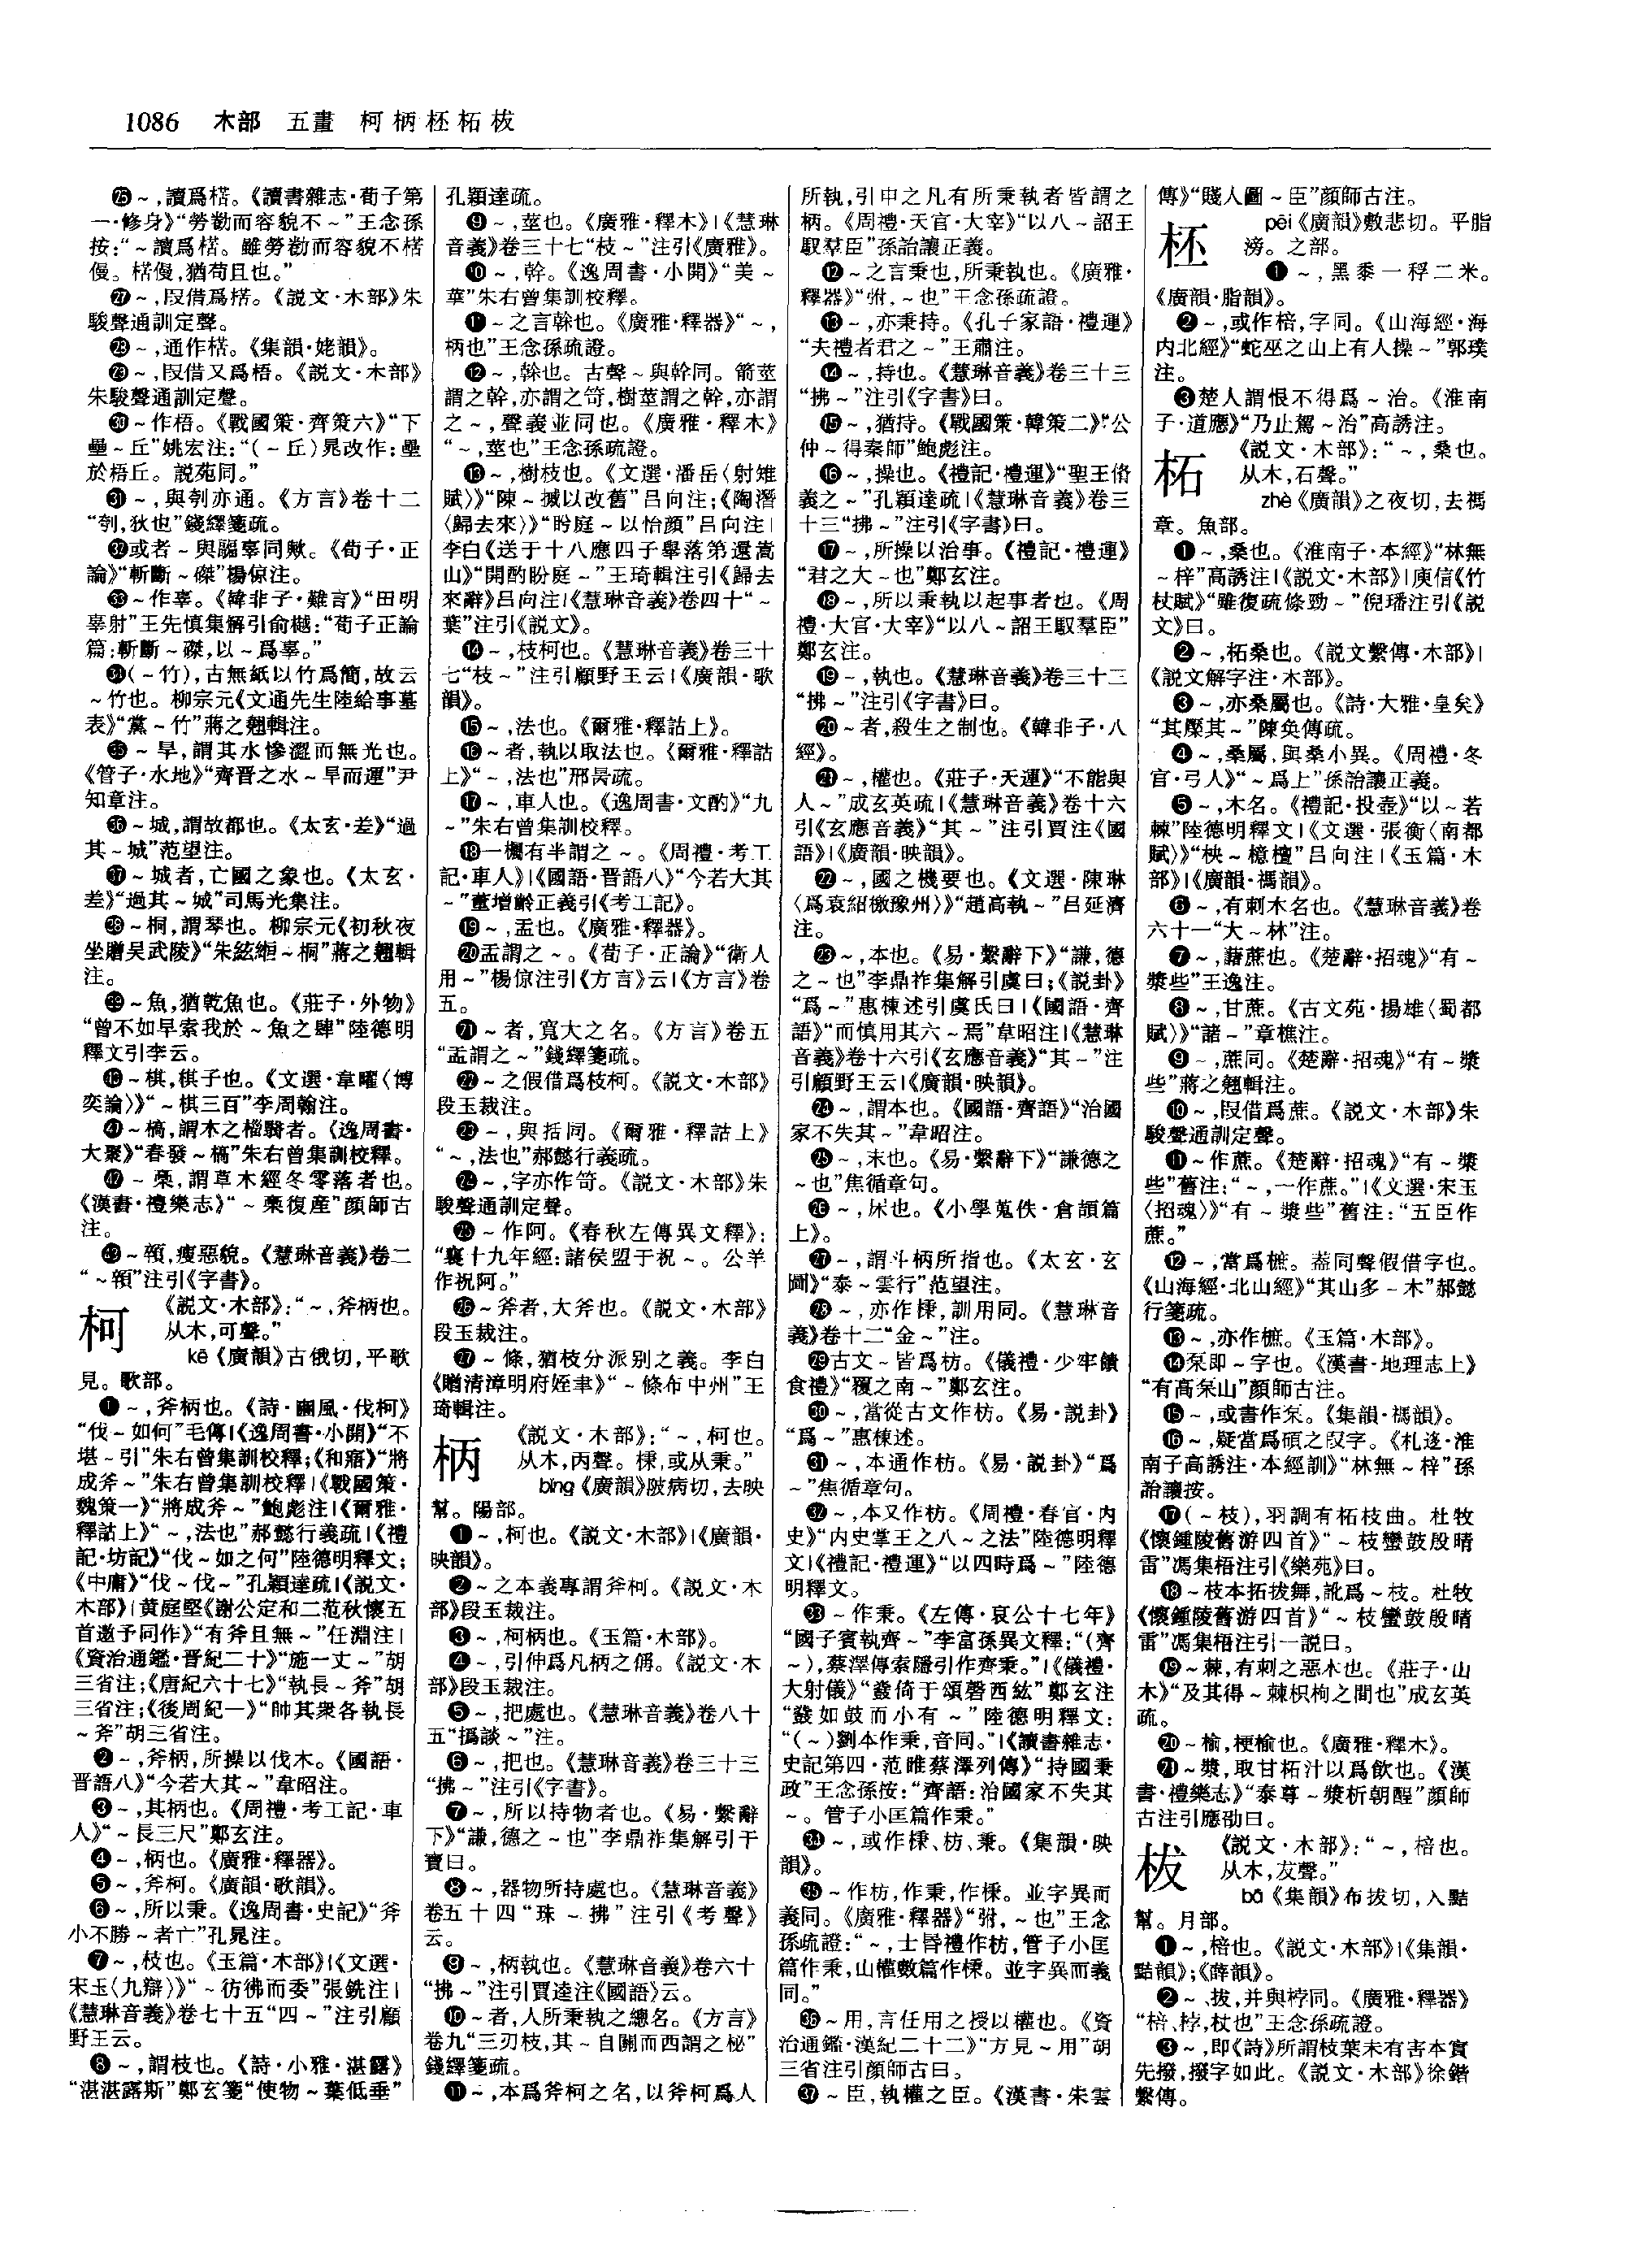 1086 木部 五畫 柯柄柸柘柭
㉖～,讀爲楛。《讀書雜志·荀子第
一·修身》“勞勌而容貌不～”王念孫
按:“～讀爲楛。雖勞勌而容貌不楛
僈。楛僈,猶苟且也。”
㉗～,叚借爲楛。《説文·木部》朱
駿聲通訓定聲。
㉘～,通作楛。《集韻·姥韻》。
㉙～,叚借又爲梧。《説文·木部》
朱駿聲通訓定聲。
㉚～作梧。《戰國策·齊策六》“下
壘～丘”姚宏注:“(～丘)晁改作:壘
於梧丘。説苑同。”
㉛～,與刳亦通。《方言》卷十二
“刳,狄也”錢繹箋疏。
㉜或者～與䐧辜同歟。《荀子·正
論》“斬斷～磔”楊倞注。
㉝～作辜。《韓非子·難言》“田明
辜射”王先慎集解引俞樾:“荀子正論
篇:斬斷～磔,以～爲辜。”
㉞(～竹),古無紙以竹爲簡,故云
～竹也。柳宗元《文通先生陸給事墓
表》“黨～竹”蔣之翹輯注。
㉟～旱,謂其水慘澀而無光也。
《管子·水地》“齊晋之水～旱而運”尹
知章注。
㊱～城,謂故都也。《太玄·差》“過
其～城”范望注。
㊲～城者,亡國之象也。《太玄·
差》“過其～城”司馬光集注。
㊳～桐,謂琴也。柳宗元《初秋夜
坐贈吴武陵》“朱絃緪～桐”蔣之翹輯
注。
㊴～魚,猶乾魚也。《莊子·外物》
“曾不如早索我於～魚之肆”陸德明
釋文引李云。
㊵～棋,棋子也。《文選·韋曜〈博
奕論〉》“～棋三百”李周翰注。
㊶～槁,謂木之檔翳者。《逸周書·
大聚》“春發～槁”朱右曾集訓校釋。
㊷～槀,謂草木經冬零落者也。
《漢書·禮樂志》“～槀復産”顔師古
注。
㊸～顇,瘦惡貌。《慧琳音義》卷二
“～顇”注引《字書》。
柯 《説文·木部》:“～,斧柄也。
从木,可聲。”
kē《廣韻》古俄切,平歌
見。歌部。
❶～,斧柄也。《詩·豳風·伐柯》
“伐～如何”毛傳|《逸周書·小開》“不
堪～引”朱右曾集訓校釋;《和寤》“將
成斧～”朱右曾集訓校釋|《戰國策·
魏策一》“將成斧～”鮑彪注|《爾雅·
釋詁上》“～,法也”郝懿行義疏|《禮
記·坊記》“伐～如之何”陸德明釋文;
《中庸》“伐～伐～”孔穎達疏|《説文·
木部》|黄庭堅《謝公定和二范秋懷五
首邀予同作》“有斧且無～”任淵注|
《資治通鑑·晋紀二十》“施一丈～”胡
三省注;《唐紀六十七》“執長～斧”胡
三省注;《後周紀一》“帥其衆各執長
～斧”胡三省注。
❷～,斧柄,所操以伐木。《國語·
晋語八》“今若大其～”韋昭注。
❸～,其柄也。《周禮·考工記·車
人》“～長三尺”鄭玄注。
❹～,柄也。《廣雅·釋器》。
❺～,斧柯。《廣韻·歌韻》。
❻～,所以秉。《逸周書·史記》“斧
小不勝～者亡”孔晁注。
❼～,枝也。《玉篇·木部》|《文選·
宋玉〈九辯〉》“～彷彿而委”張銑注|
《慧琳音義》卷七十五“四～”注引顧
野王云。
❽～,謂枝也。《詩·小雅·湛露》
“湛湛露斯”鄭玄箋“使物～葉低垂”
孔穎達疏。
❾～,莖也。《廣雅·釋木》|《慧琳
音義》卷三十七“枝～”注引《廣雅》。
❿～,幹。《逸周書·小開》“美～
華”朱右曾集訓校釋。
⓫～之言榦也。《廣雅·釋器》“～,
柄也”王念孫疏證。
⓬～,榦也。古聲～與榦同。箭莖
謂之幹,亦謂之笴,樹莖謂之幹,亦謂
之～,聲義並同也。《廣雅·釋木》
“～,莖也”王念孫疏證。
⓭～,樹枝也。《文選·潘岳〈射雉
賦〉》“陳～摵以改舊”吕向注;《陶潛
〈歸去來〉》“盻庭～以怡顔”吕向注|
李白《送于十八應四子舉落第還嵩
山》“開酌盼庭～”王琦輯注引《歸去
來辭》吕向注|《慧琳音義》卷四十“～
葉”注引《説文》。
⓮～,枝柯也。《慧琳音義》卷三十
七“枝～”注引顧野王云|《廣韻·歌
韻》。
⓯～,法也。《爾雅·釋詁上》。
⓰～者,執以取法也。《爾雅·釋詁
上》“～,法也”邢昺疏。
⓱～,車人也。《逸周書·文酌》“九
～”朱右曾集訓校釋。
⓲一欘有半謂之～。《周禮·考工
記·車人》|《國語·晋語八》“今若大其
～”董增齡正義引《考工記》。
⓳～,盂也。《廣雅·釋器》。
⓴盂謂之～。《荀子·正論》“衛人
用～”楊倞注引《方言》云|《方言》卷
五。
㉑～者,寬大之名。《方言》卷五
“盂謂之～”錢繹箋疏。
㉒～之假借爲枝柯。《説文·木部》
段玉裁注。
㉓～,與括同。《爾雅·釋詁上》
“～,法也”郝懿行義疏。
㉔～,字亦作笴。《説文·木部》朱
駿聲通訓定聲。
㉕～作阿。《春秋左傳異文釋》:
“襄十九年經:諸侯盟于祝～。公羊
作祝阿。”
㉖～斧者,大斧也。《説文·木部》
段玉裁注。
㉗～條,猶枝分派别之義。李白
《贈清漳明府姪聿》“～條布中州”王
琦輯注。
柄 《説文·木部》:“～,柯也。
从木,丙聲。棅,或从秉。”
bǐng《廣韻》陂病切,去映
幫。陽部。
❶～,柯也。《説文·木部》|《廣韻·
映韻》。
❷～之本義專謂斧柯。《説文·木
部》段玉裁注。
❸～,柯柄也。《玉篇·木部》。
❹～,引伸爲凡柄之偁。《説文·木
部》段玉裁注。
❺～,把處也。《慧琳音義》卷八十
五“撝談～”注。
❻～,把也。《慧琳音義》卷三十三
“拂～”注引《字書》。
❼～,所以持物者也。《易·繫辭
下》“謙,德之～也”李鼎祚集解引干
寶曰。
❽～,器物所持處也。《慧琳音義》
卷五十四“珠～拂”注引《考聲》
云。
❾～,柄執也。《慧琳音義》卷六十
“拂～”注引賈逵注《國語》云。
❿～者,人所秉執之總名。《方言》
卷九“三刃枝,其～自關而西謂之柲”
錢繹箋疏。
⓫～,本爲斧柯之名,以斧柯爲人
所執,引申之凡有所秉執者皆謂之
柄。《周禮·天官·大宰》“以八～詔王
馭羣臣”孫詒讓正義。
⓬～之言秉也,所秉執也。《廣雅·
釋器》“弣,～也”王念孫疏證。
⓭～,亦秉持。《孔子家語·禮運》
“夫禮者君之～”王肅注。
⓮～,持也。《慧琳音義》卷三十三
“拂～”注引《字書》曰。
⓯～,猶持。《戰國策·韓策二》“公
仲～得秦師”鮑彪注。
⓰～,操也。《禮記·禮運》“聖王脩
義之～”孔穎達疏|《慧琳音義》卷三
十三“拂～”注引《字書》曰。
⓱～,所操以治事。《禮記·禮運》
“君之大～也”鄭玄注。
⓲～,所以秉執以起事者也。《周
禮·大官·大宰》“以八～詔王馭羣臣”
鄭玄注。
⓳～,執也。《慧琳音義》卷三十三
“拂～”注引《字書》曰。
⓴～者,殺生之制也。《韓非子·八
經》。
㉑～,權也。《莊子·天運》“不能與
人～”成玄英疏|《慧琳音義》卷十六
引《玄應音義》“其～”注引賈注《國
語》|《廣韻·映韻》。
㉒～,國之機要也。《文選·陳琳
〈爲袁紹檄豫州〉》“趙高執～”吕延濟
注。
㉓～,本也。《易·繫辭下》“謙,德
之～也”李鼎祚集解引虞曰;《説卦》
“爲～”惠棟述引虞氏曰|《國語·齊
語》“而慎用其六～焉”韋昭注|《慧琳
音義》卷十六引《玄應音義》“其～”注
引顧野王云|《廣韻·映韻》。
㉔～,謂本也。《國語·齊語》“治國
家不失其～”韋昭注。
㉕～,末也。《易·繫辭下》“謙德之
～也”焦循章句。
㉖～,牀也。《小學蒐佚·倉頡篇
上》。
㉗～,謂斗柄所指也。《太玄·玄
圖》“泰～雲行”范望注。
㉘～,亦作棅,訓用同。《慧琳音
義》卷十二“金～”注。
㉙古文～皆爲枋。《儀禮·少牢饋
食禮》“覆之南～”鄭玄注。
㉚～,當從古文作枋。《易·説卦》
“爲～”惠棟述。
㉛～,本通作枋。《易·説卦》“爲
～”焦循章句。
㉜～,本又作枋。《周禮·春官·内
史》“内史掌王之八～之法”陸德明釋
文|《禮記·禮運》“以四時爲～”陸德
明釋文。
㉝～作秉。《左傳·哀公十七年》
“國子實執齊～”李富孫異文釋:“(齊
～),蔡澤傳索隱引作齊秉。”|《儀禮·
大射儀》“鼗倚于頌磬西紘”鄭玄注
“鼗如鼓而小有～”陸德明釋文:
“(～)劉本作秉,音同。”|《讀書雜志·
史記第四·范雎蔡澤列傳》“持國秉
政”王念孫按:“齊語:治國家不失其
～。管子小匡篇作秉。”
㉞～,或作棅、枋、秉。《集韻·映
韻》。
㉟～作枋,作秉,作棅。並字異而
義同。《廣雅·釋器》“弣,～也”王念
孫疏證:“～,士昏禮作枋,管子小匡
篇作秉,山權數篇作棅。並字異而義
同。”
㊱～用,言任用之授以權也。《資
治通鑑·漢紀二十二》“方見～用”胡
三省注引顔師古曰。
㊲～臣,執權之臣。《漢書·朱雲
傳》“賤人圖～臣”顔師古注。
柸 pēi《廣韻》敷悲切。平脂
滂。之部。
❶～,黑黍一稃二米。
《廣韻·脂韻》。
❷～,或作棓,字同。《山海經·海
内北經》“蛇巫之山上有人操～”郭璞
注。
❸楚人謂恨不得爲～治。《淮南
子·道應》“乃止駕～治”高誘注。
柘 《説文·木部》:“～,桑也。
从木,石聲。”
zhè《廣韻》之夜切,去禡
章。魚部。
❶～,桑也。《淮南子·本經》“林無
～梓”高誘注|《説文·木部》|庾信《竹
杖賦》“雖復疏條勁～”倪璠注引《説
文》曰。
❷～,柘桑也。《説文繫傳·木部》|
《説文解字注·木部》。
❸～,亦桑屬也。《詩·大雅·皇矣》
“其檿其～”陳奂傳疏。
❹～,桑屬,與桑小異。《周禮·冬
官·弓人》“～爲上”孫詒讓正義。
❺～,木名。《禮記·投壺》“以～若
棘”陸德明釋文|《文選·張衡〈南都
賦〉》“柍～檍檀”吕向注|《玉篇·木
部》|《廣韻·禡韻》。
❻～,有刺木名也。《慧琳音義》卷
六十一“大～林”注。
❼～,藷蔗也。《楚辭·招魂》“有～
漿些”王逸注。
❽～,甘蔗。《古文苑·揚雄〈蜀都
賦〉》“諸～”章樵注。
❾～,蔗同。《楚辭·招魂》“有～漿
些”蔣之翹輯注。
❿～,叚借爲蔗。《説文·木部》朱
駿聲通訓定聲。
⓫～作蔗。《楚辭·招魂》“有～漿
些”舊注:“～,一作蔗。”|《文選·宋玉
〈招魂〉》“有～漿些”舊注:“五臣作
蔗。”
⓬～,當爲樜。葢同聲假借字也。
《山海經·北山經》“其山多～木”郝懿
行箋疏。
⓭～,亦作樜。《玉篇·木部》。
⓮枀即～字也。《漢書·地理志上》
“有高枀山”顔師古注。
⓯～,或書作枀。《集韻·禡韻》。
⓰～,疑當爲碩之叚字。《札迻·淮
南子高誘注·本經訓》“林無～梓”孫
詒讓按。
⓱(～枝),羽調有柘枝曲。杜牧
《懷鍾陵舊游四首》“～枝蠻鼓殷晴
雷”馮集梧注引《樂苑》曰。
⓲～枝本拓拔舞,訛爲～枝。杜牧
《懷鍾陵舊游四首》“～枝蠻鼓殷晴
雷”馮集梧注引一説曰。
⓳～棘,有刺之惡木也。《莊子·山
木》“及其得～棘枳枸之間也”成玄英
疏。
⓴～榆,梗榆也。《廣雅·釋木》。
㉑～漿,取甘柘汁以爲飲也。《漢
書·禮樂志》“泰尊～漿析朝酲”顔師
古注引應劭曰。
柭 《説文·木部》:“～,棓也。
从木,犮聲。”
bā《集韻》布拔切,入黠
幫。月部。
❶～,棓也。《説文·木部》|《集韻·
黠韻》;《薛韻》。
❷～、拔,并與桲同。《廣雅·釋器》
“棓、桲,杖也”王念孫疏證。
❸～,即《詩》所謂枝葉未有害本實
先撥,撥字如此。《説文·木部》徐鍇
繫傳。